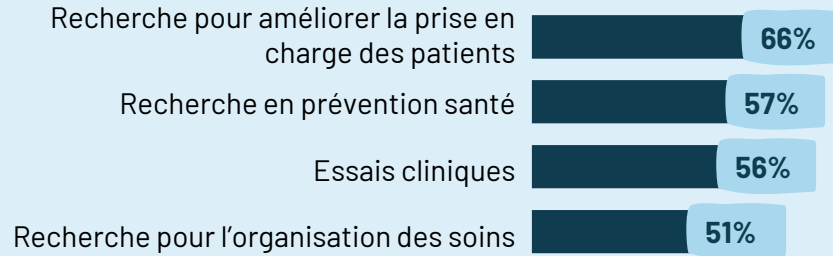 Recherche pour améliorer la prise en
charge des patients
66%
Recherche en prévention santé
57%
Essais cliniques
56%
Recherche pour l'organisation des soins
51%